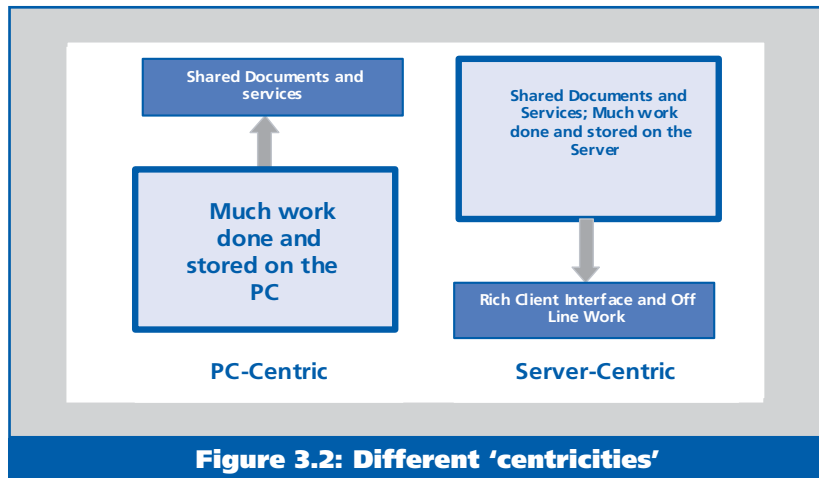 Shared Documents and
services
Much work
done and
stored on the
PC
PC-Centric
Shared Documents and
Services; Much work
done and stored on the
Server
Rich Client Interface and Off
Line Work
Server-Centric
Figure 3.2: Different ‘centricities’